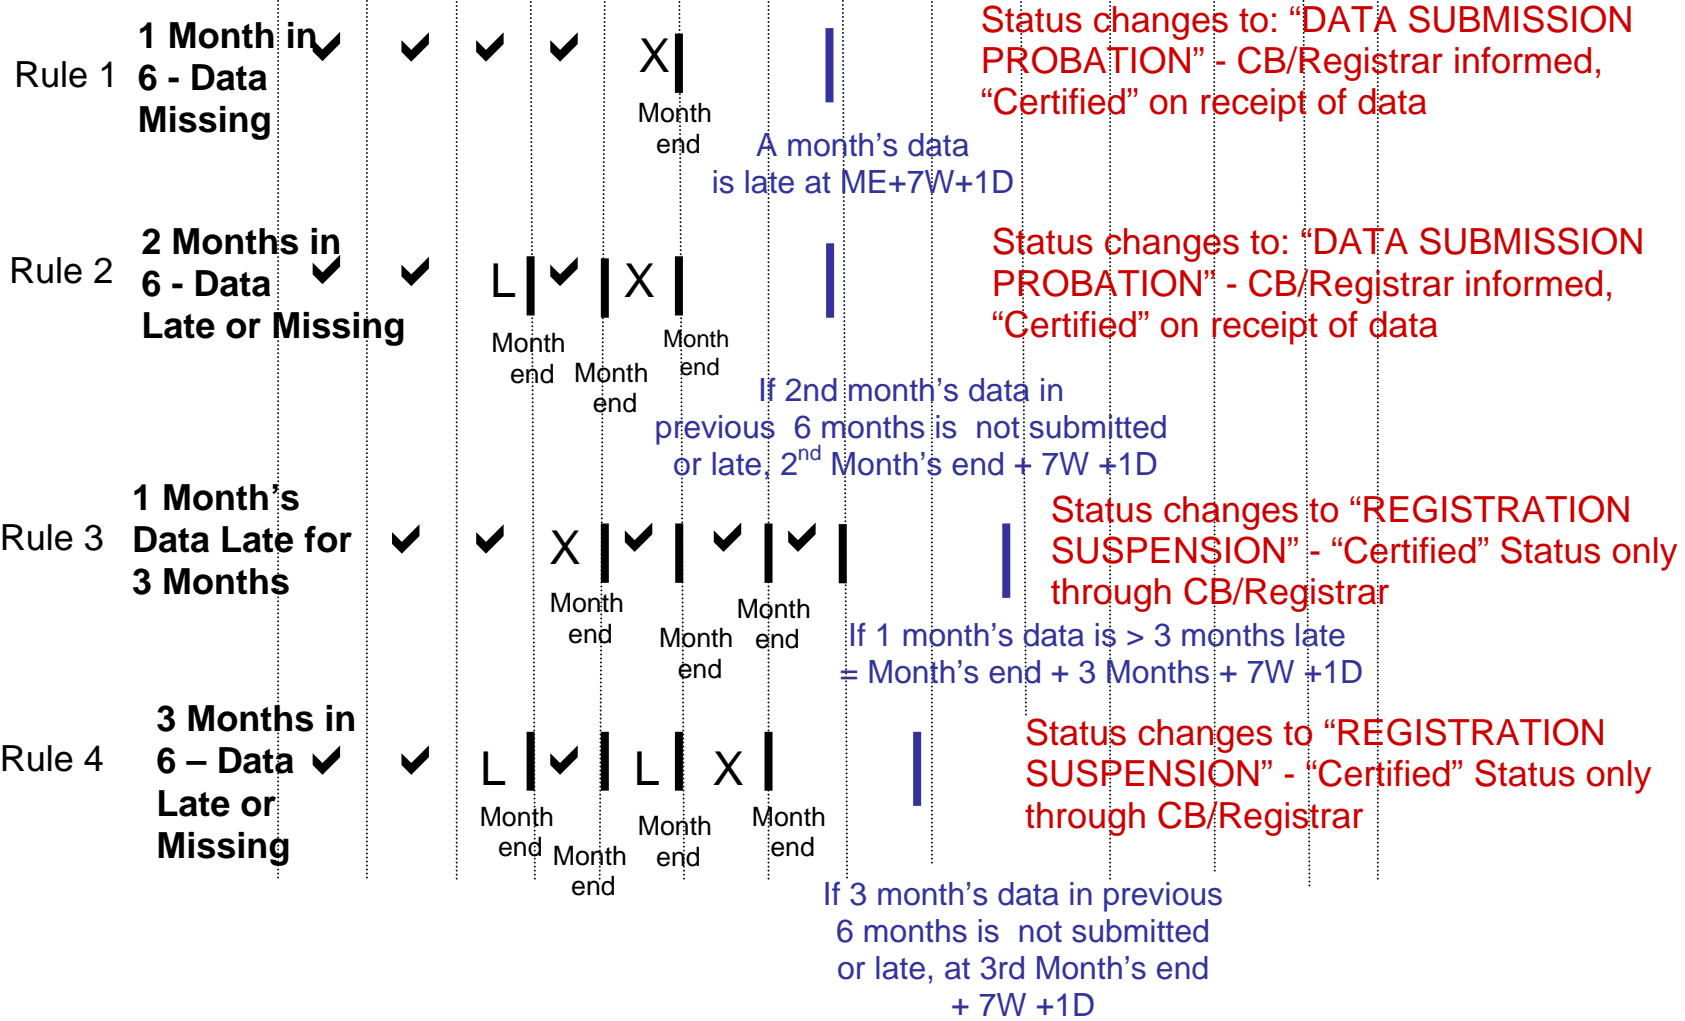 Rule 1
1 Month in
6 - Data
Missing
✔ ✔ ✔ ✔ X
Month
end
A month’s data
is late at ME+7W+1D
Status changes to: “DATA SUBMISSION
PROBATION” - CB/Registrar informed,
“Certified” on receipt of data
Rule 2
2 Months in
6 - Data
Late or Missing
✔ ✔ L ✔ X
Month
end
Month
end
Month
end
If 2nd month’s data in
previous 6 months is not submitted
or late, 2nd Month’s end + 7W +1D
Status changes to: “DATA SUBMISSION
PROBATION” - CB/Registrar informed,
“Certified” on receipt of data
Rule 3
1 Month’s
Data Late for
3 Months
✔ ✔ X ✔ ✔ ✔
Month
end
Month
end
Month
end
If 1 month’s data is > 3 months late
= Month’s end + 3 Months + 7W +1D
Status changes to “REGISTRATION
SUSPENSION” - “Certified” Status only
through CB/Registrar
Rule 4
3 Months in
6 – Data
Late or
Missing
✔ ✔ L ✔ L X
Month
end
Month
end
Month
end
Month
end
If 3 month’s data in previous
6 months is not submitted
or late, at 3rd Month’s end
+ 7W +1D
Status changes to “REGISTRATION
SUSPENSION” - “Certified” Status only
through CB/Registrar